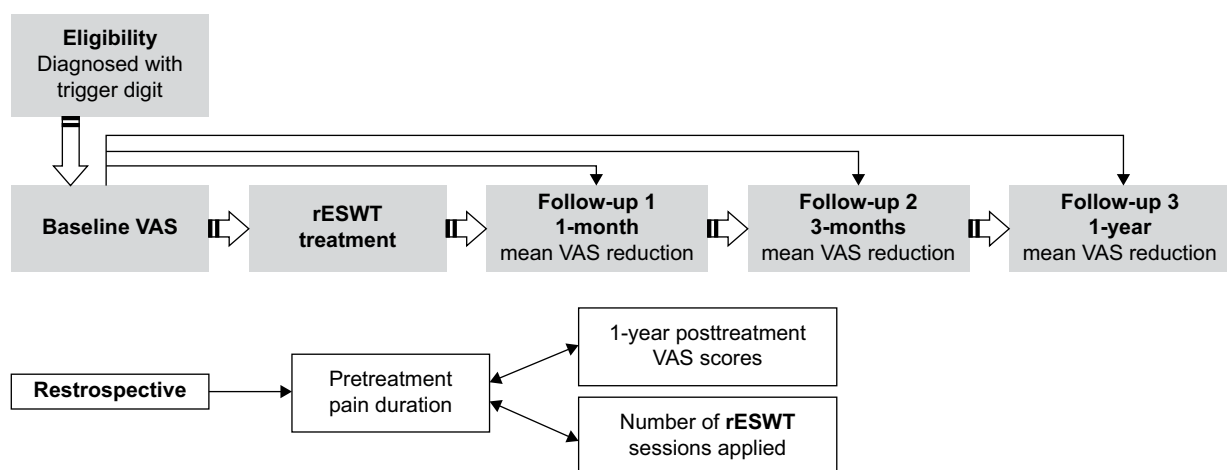 Eligibility
Diagnosed with
trigger digit
Baseline VAS
rESWT
treatment
Follow-up 1
1-month
mean VAS reduction
Follow-up 2
3-months
mean VAS reduction
Follow-up 3
1-year
mean VAS reduction
Restrospective
Pretreatment
pain duration
1-year posttreatment
VAS scores
Number of rESWT
sessions applied